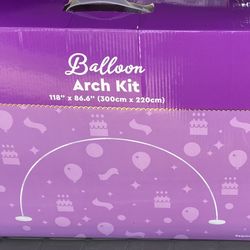 Balloon
Arch Kit
118" x 86.6" (300cm x 220cm)